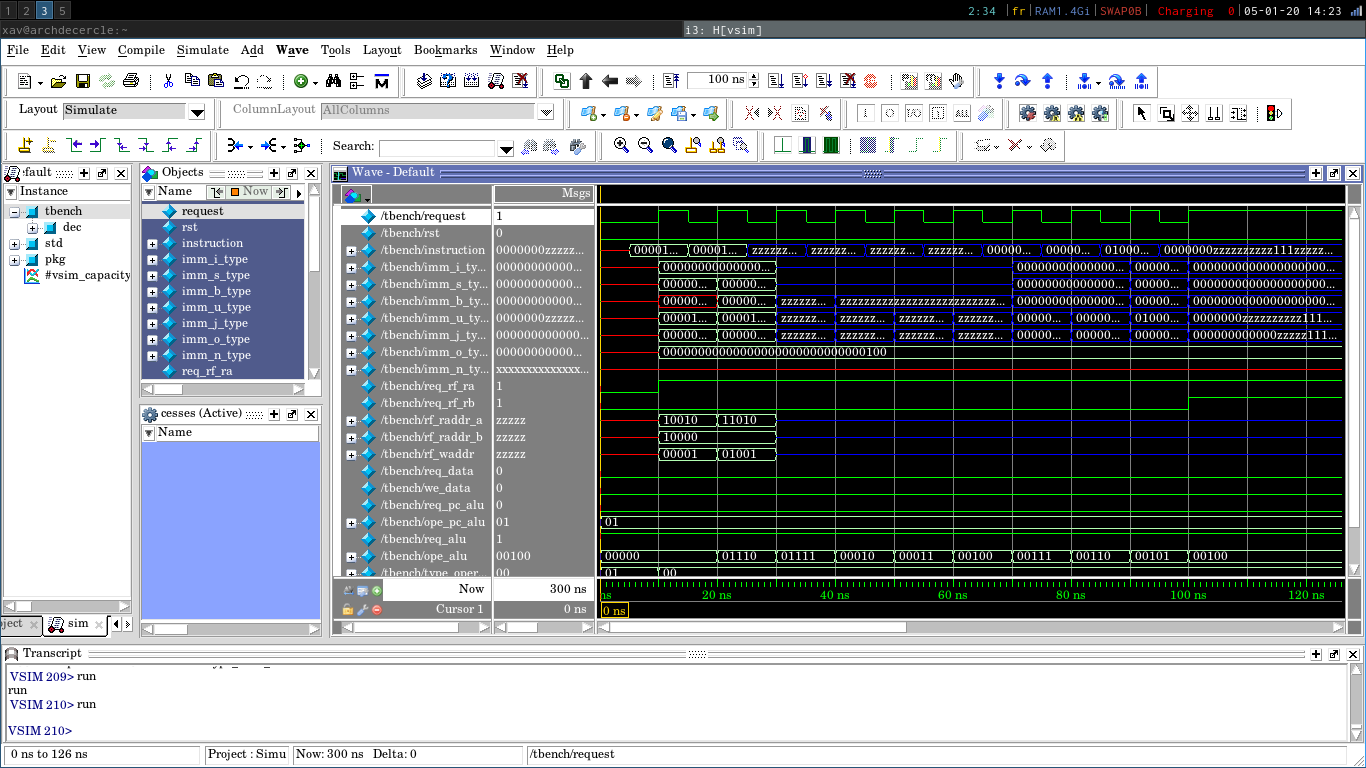 1 2 3 5
2:34 | fr | RAM1.4Gi | SWAP0B | Charging 0 | 05-01-20 14:23
xav@archdecercle:~
i3: H[vsim]
File Edit View Compile Simulate Add Wave Tools Layout Bookmarks Window Help
100 ns
Layout Simulate
ColumnLayout AllColumns
Search:
fault
Instance
tbench
dec
std
pkg
#vsim_capacity
Objects
Name Now
request
rst
instruction
imm_i_type
imm_s_type
imm_b_type
imm_u_type
imm_j_type
imm_o_type
imm_n_type
req_rf_ra
cesses (Active)
Name
Wave - Default
Msgs
/tbench/request 1
/tbench/rst 0
/tbench/instruction 0000000zzzzz... 00001... 00001... zzzzzz... zzzzzz... zzzzzz... zzzzzz... 00000... 00000... 01000... 0000000zzzzzzzzzz111zzzzz...
/tbench/imm_i_ty... 00000000000... 00000000000000... 00000000000000... 00000... 00000000000000000000...
/tbench/imm_s_ty... 00000000000... 00000... 00000... 00000000000000... 00000... 00000000000000000000...
/tbench/imm_b_ty... 00000000000... 00000... 00000... zzzzzz... zzzzzzzzzzzzzzzzzzzzzzzzzz... 00000000000000... 00000... 00000000000000000000...
/tbench/imm_u_ty... 0000000zzzzz... 00001... 00001... zzzzzz... zzzzzz... zzzzzz... zzzzzz... 00000... 00000... 01000... 0000000zzzzzzzzzz111...
/tbench/imm_j_ty... 000000000000... 00000... 00000... zzzzzz... zzzzzz... zzzzzz... zzzzzz... 00000... 00000... 00000... 000000000000zzzzz111...
/tbench/imm_o_ty... 00000000000... 00000000000000000000000000000100
/tbench/imm_n_ty... xxxxxxxxxxxxxx...
/tbench/req_rf_ra 1
/tbench/req_rf_rb 1
/tbench/rf_raddr_a zzzzz 10010 11010
/tbench/rf_raddr_b zzzzz 10000
/tbench/rf_waddr zzzzz 00001 01001
/tbench/req_data 0
/tbench/we_data 0
/tbench/req_pc_alu 0
/tbench/ope_pc_alu 01 01
/tbench/req_alu 1
/tbench/ope_alu 00100 00000 01110 01111 00010 00011 00100 00111 00110 00101 00100
/tbench/type_oper... 00 01 00
Now 300 ns ns 20 ns 40 ns 60 ns 80 ns 100 ns 120 ns
Cursor 1 0 ns 0 ns
ject sim
Transcript
VSIM 209> run
run
VSIM 210> run
VSIM 210>
0 ns to 126 ns Project : Simu Now: 300 ns Delta: 0 /tbench/request